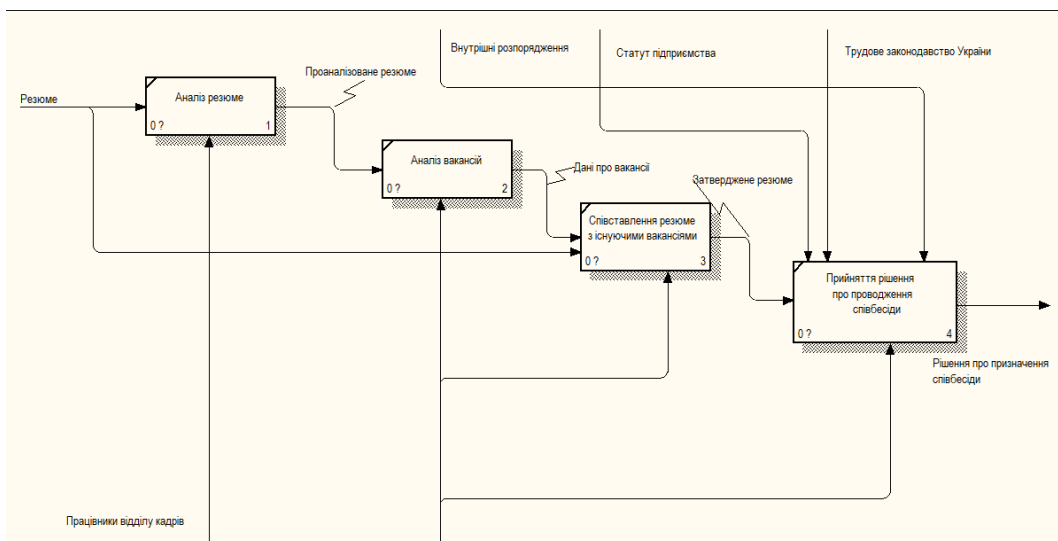 Внутрішні розпорядження
Статут підприємства
Трудове законодавство України
Проаналізоване резюме
Резюме
Аналіз резюме
0 ?
1
Аналіз вакансій
0 ?
2
Дані про вакансії
Затверджене резюме
Співставлення резюме
з існуючими вакансіями
0 ?
3
Прийняття рішення
про проводження
співбесіди
0 ?
4
Рішення про призначення
співбесіди
Працівники відділу кадрів